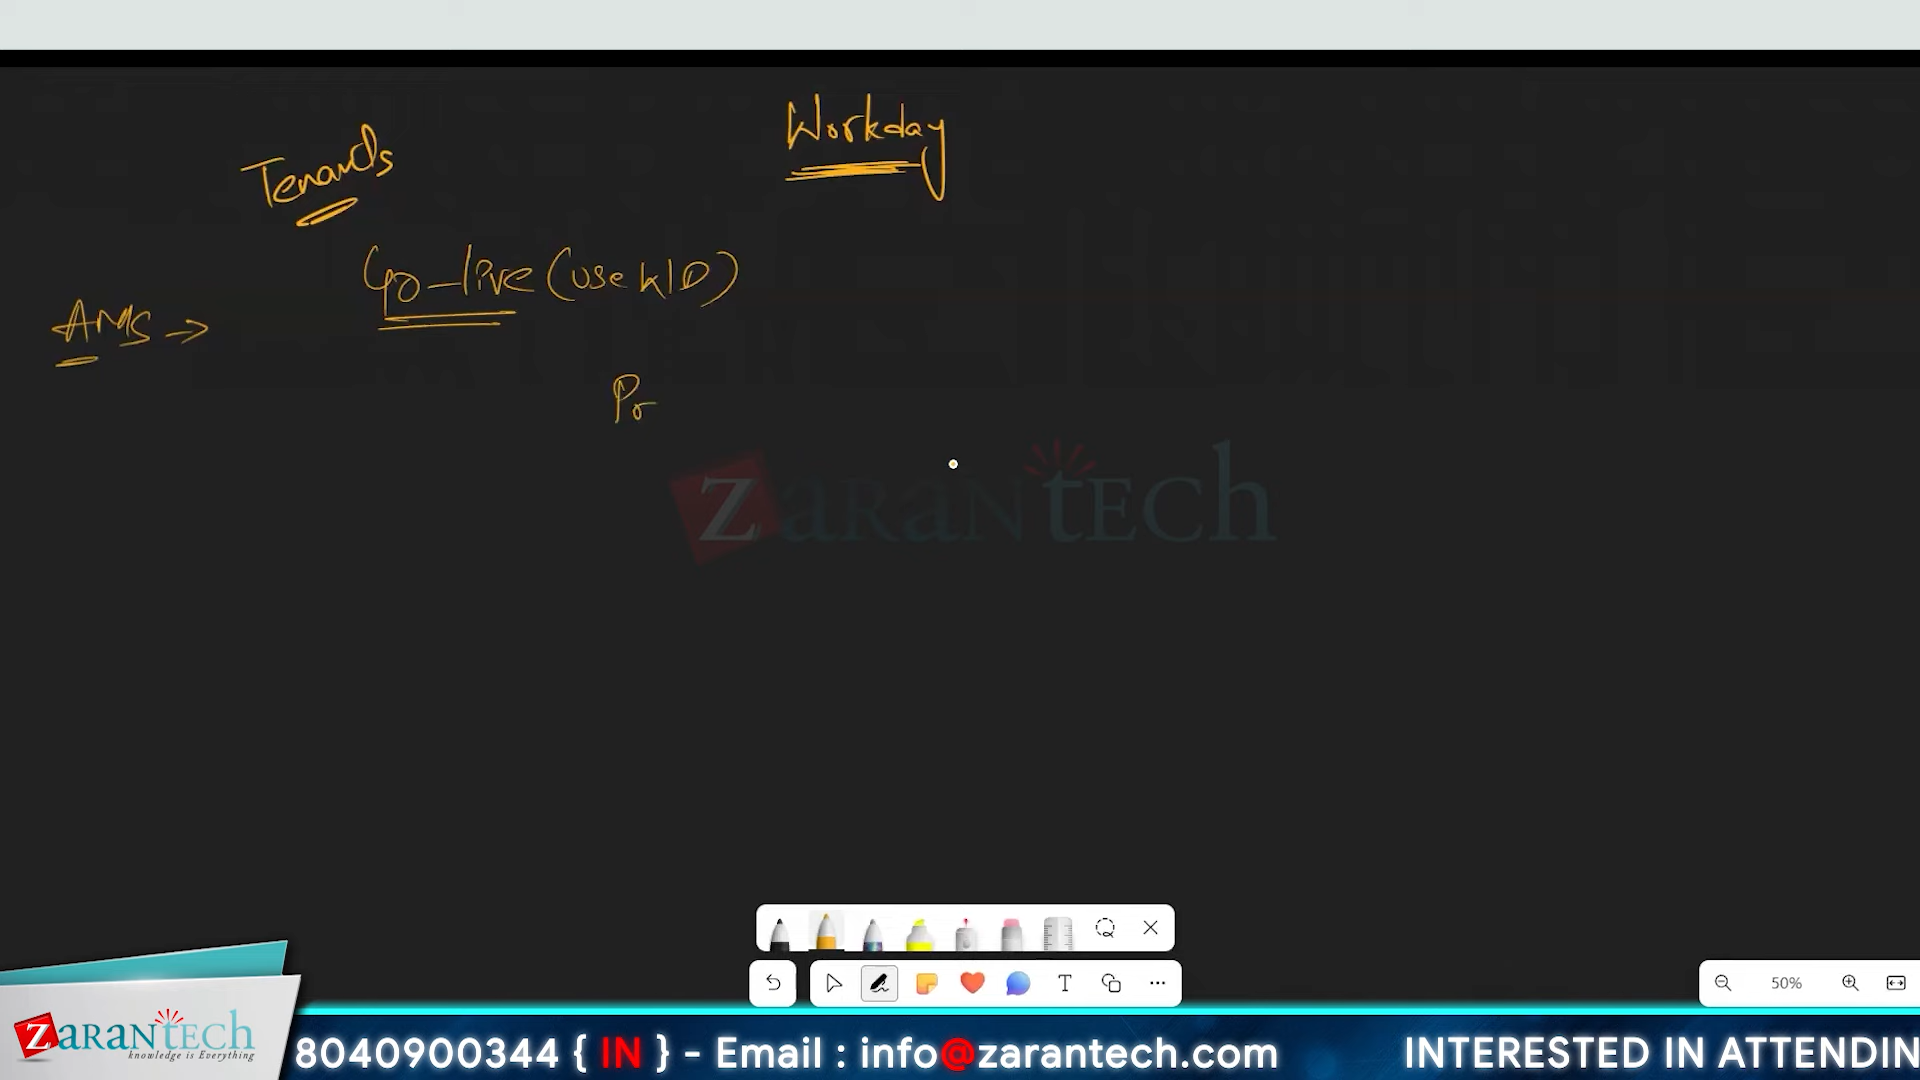 Workday
Tenants
Go-live (use WD)
Ams →
Pr
ZaranTech
T
50%
ZaranTech
knowledge is Everything
8040900344 { IN } - Email : info@zarantech.com
INTERESTED IN ATTENDIN